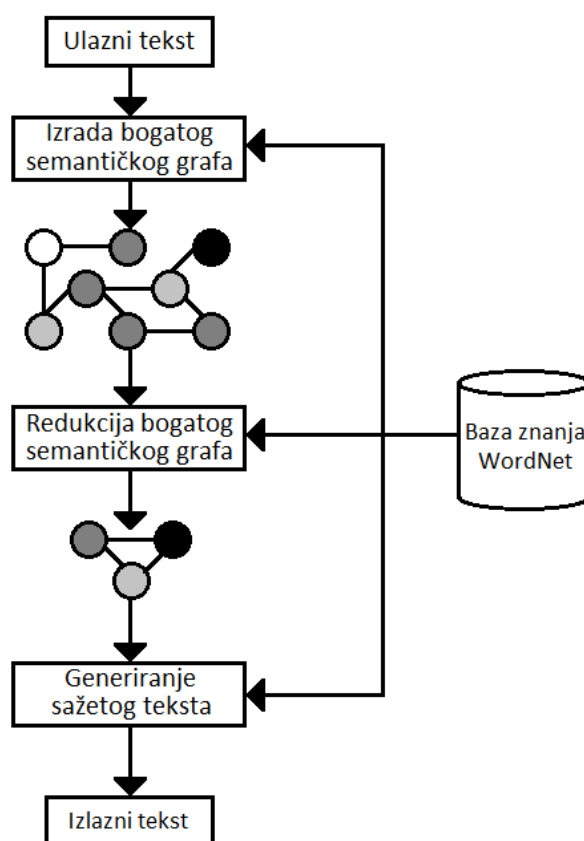 Ulazni tekst
Izrada bogatog
semantičkog grafa
Redukcija bogatog
semantičkog grafa
Baza znanja
WordNet
Generiranje
sažetog teksta
Izlazni tekst